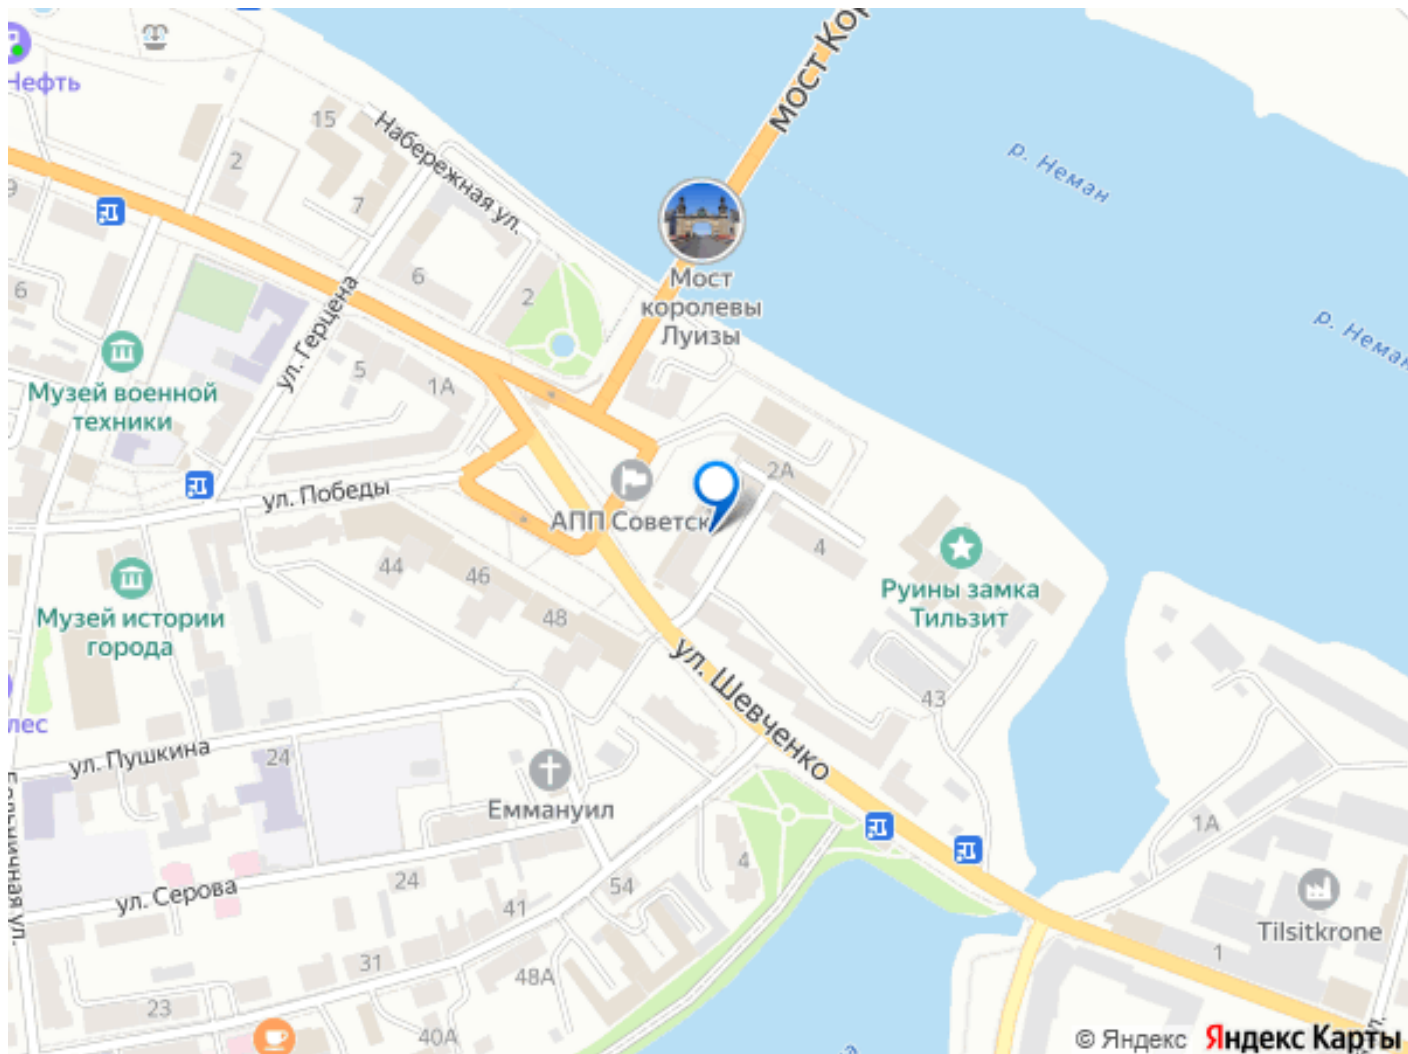 Нефть
15
Набережная ул.
мост Кор
р. Неман
2
9
7
6
6
2
Мост
королевы
Луизы
р. Неман
ул. Герцена
5
1А
Музей военной
техники
2А
ул. Победы
АПП Советск
4
44
46
48
Руины замка
Тильзит
Музей истории
города
ул. Шевченко
43
лес
ул. Пушкина
24
Еммануил
1А
4
24
54
ул. Серова
41
Tilsitkrone
1
31
48А
23
40А
© Яндекс
Яндекс Карты